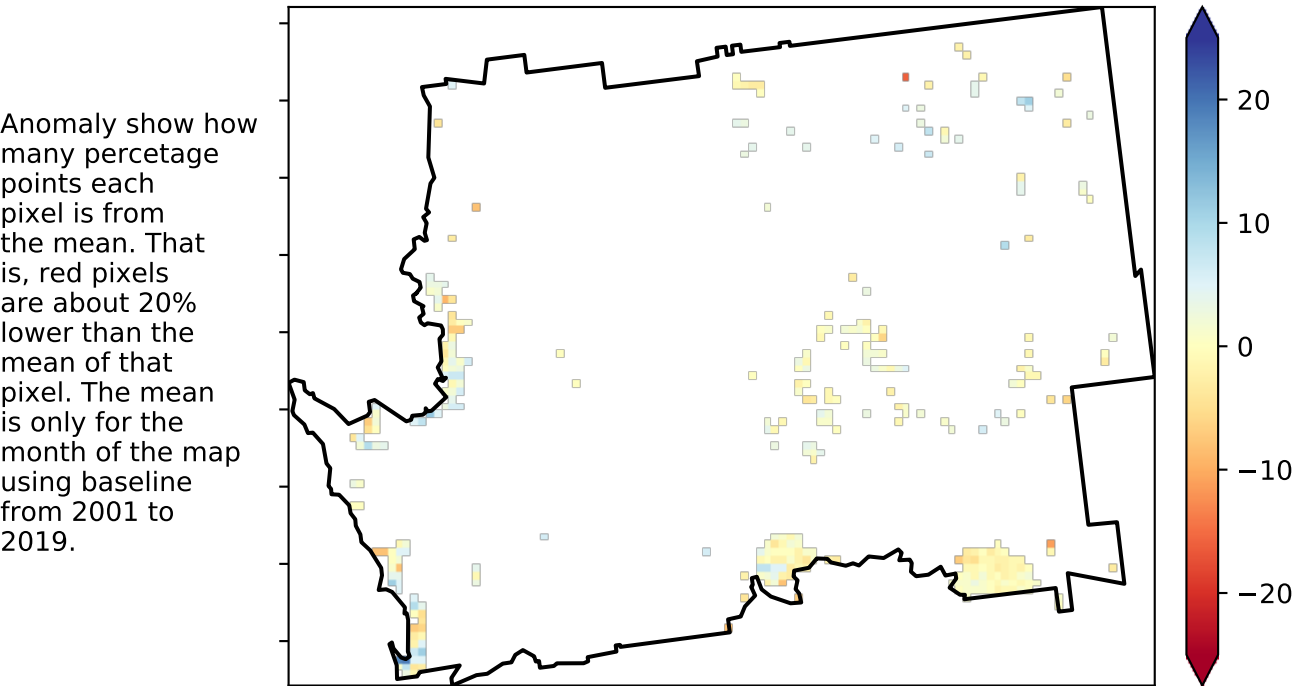 Anomaly show how
many percetage
points each
pixel is from
the mean. That
is, red pixels
are about 20%
lower than the
mean of that
pixel. The mean
is only for the
month of the map
using baseline
from 2001 to
2019.
20
10
0
−10
−20